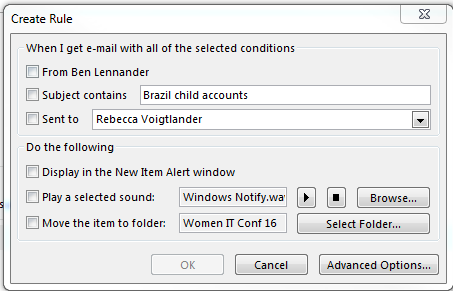 Create Rule
When I get e-mail with all of the selected conditions
From Ben Lennander
Subject contains Brazil child accounts
Sent to Rebecca Voigtlander
Do the following
Display in the New Item Alert window
Play a selected sound: Windows Notify.wav Browse...
Move the item to folder: Women IT Conf 16 Select Folder...
OK Cancel Advanced Options...